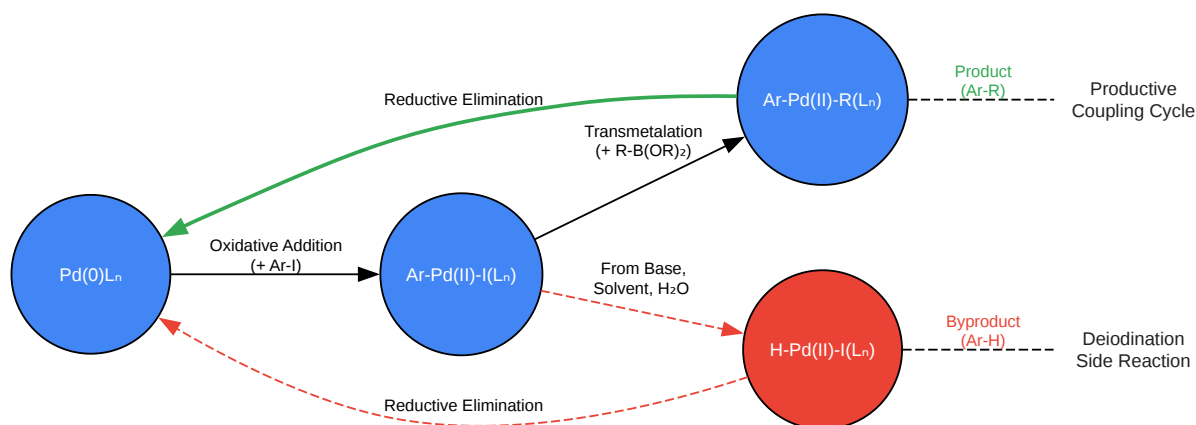 Reductive Elimination
Ar-Pd(II)-R(Lₙ)
Product
(Ar-R)
Productive
Coupling Cycle
Transmetalation
(+ R-B(OR)₂)
Pd(0)Lₙ
Oxidative Addition
(+ Ar-I)
Ar-Pd(II)-I(Lₙ)
From Base,
Solvent, H₂O
H-Pd(II)-I(Lₙ)
Byproduct
(Ar-H)
Deiodination
Side Reaction
Reductive Elimination